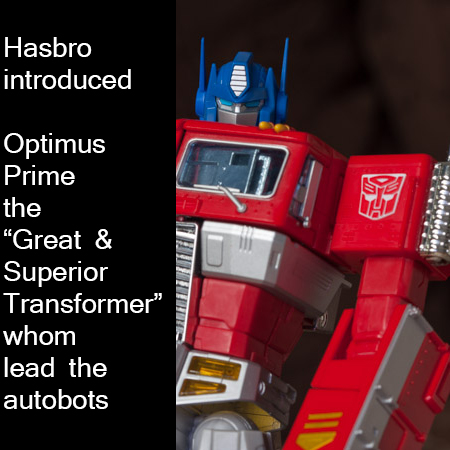 Hasbro
introduced
Optimus
Prime
the
“Great & 
Superior
Transformer”
whom
lead the
autobots